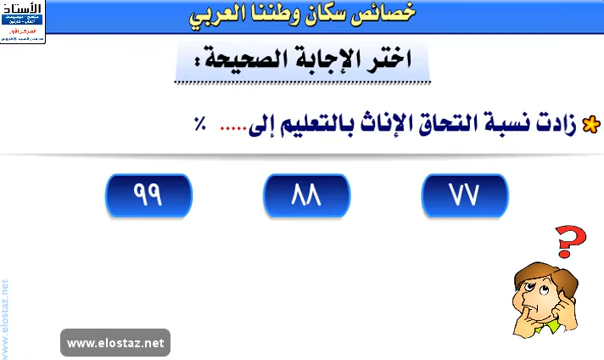 خصائص سكان وطننا العربي
الأستاذ
اختر الإجابة الصحيحة :
زادت نسبة التحاق الإناث بالتعليم إلى ..... ٪
٧٧
٨٨
٩٩
?
www.elostaz.net
www.elostaz.net